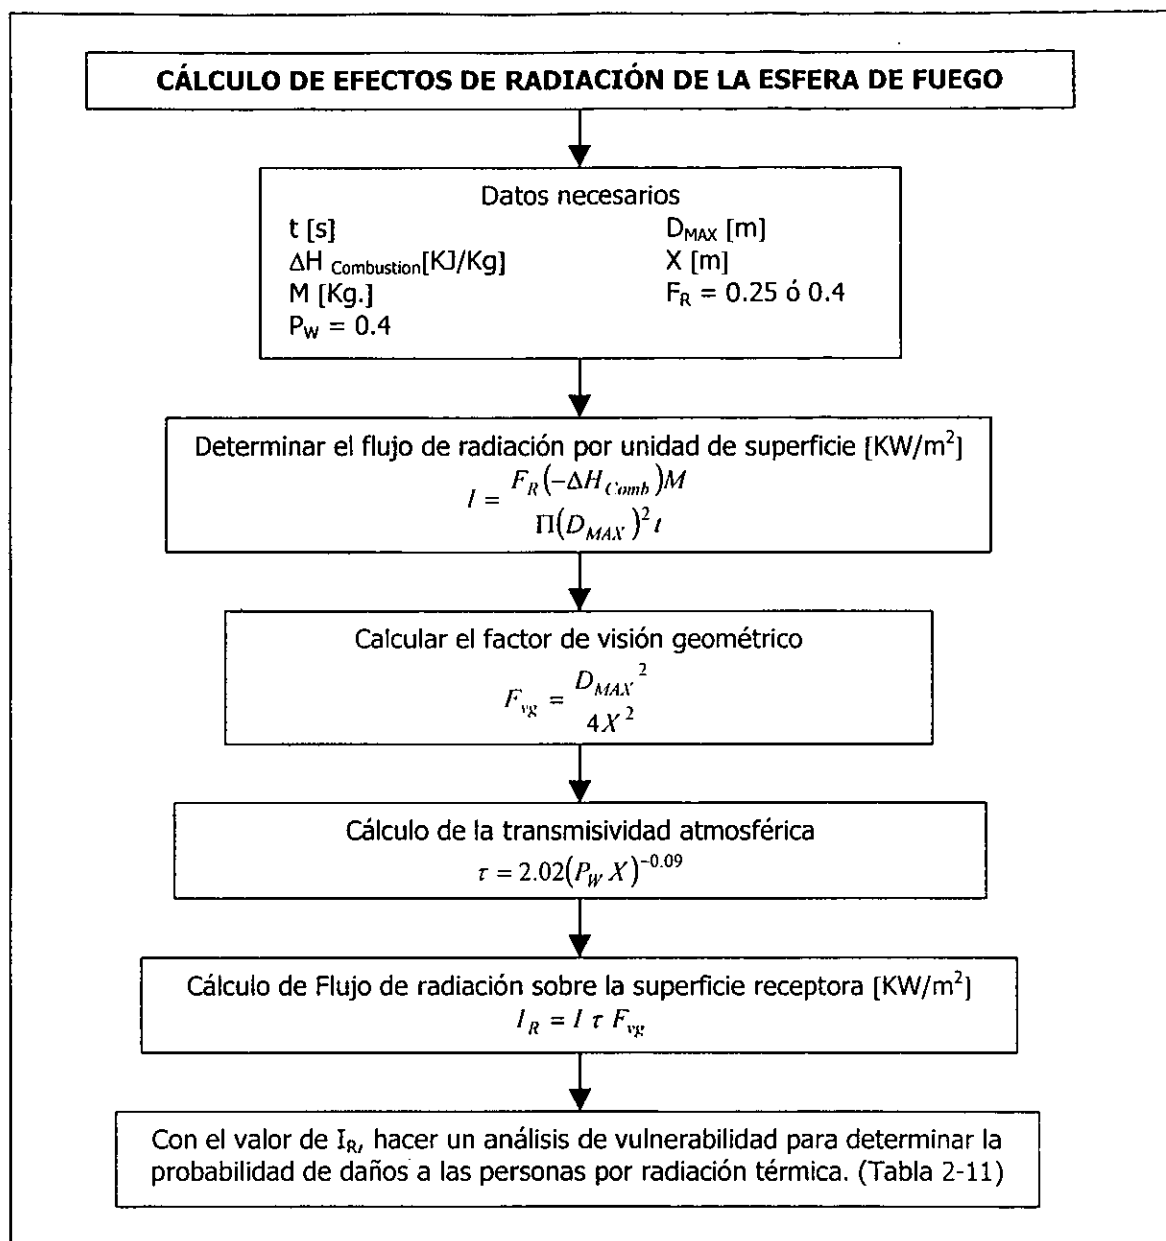 CÁLCULO DE EFECTOS DE RADIACIÓN DE LA ESFERA DE FUEGO
Datos necesarios
t [s]
D_MAX [m]
ΔH Combustion[KJ/Kg]
X [m]
M [Kg.]
F_R = 0.25 ó 0.4
P_W = 0.4
Determinar el flujo de radiación por unidad de superficie [KW/m²]
I = F_R(-ΔH_Comb)M / Π(D_MAX)² t
Calcular el factor de visión geométrico
F_vg = D_MAX² / 4X²
Cálculo de la transmisividad atmosférica
τ = 2.02(P_W X)^-0.09
Cálculo de Flujo de radiación sobre la superficie receptora [KW/m²]
I_R = I τ F_vg
Con el valor de I_R, hacer un análisis de vulnerabilidad para determinar la
probabilidad de daños a las personas por radiación térmica. (Tabla 2-11)